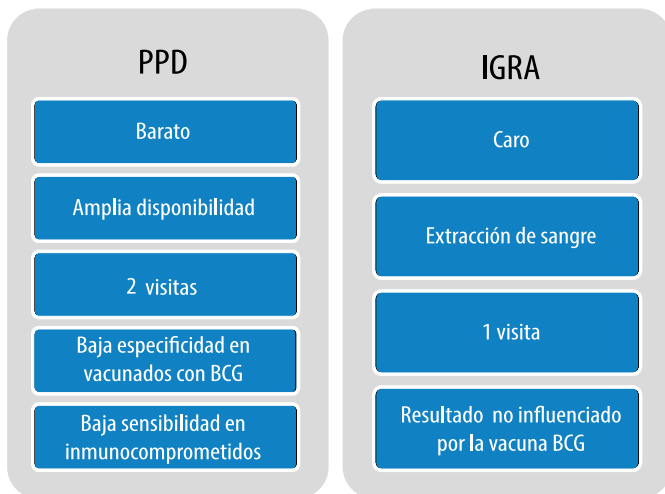 PPD
Barato
Amplia disponibilidad
2 visitas
Baja especificidad en
vacunados con BCG
Baja sensibilidad en
inmunocomprometidos
IGRA
Caro
Extracción de sangre
1 visita
Resultado no influenciado
por la vacuna BCG